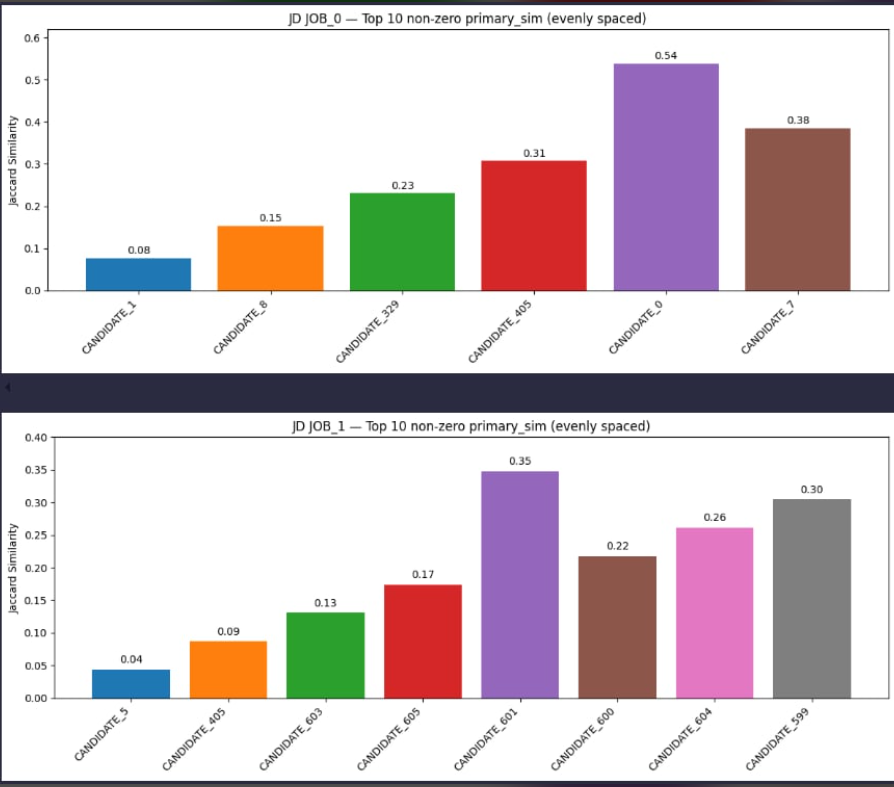 JD JOB_0 — Top 10 non-zero primary_sim (evenly spaced)
Jaccard Similarity
0.6
0.5
0.4
0.3
0.2
0.1
0.0
0.08
0.15
0.23
0.31
0.54
0.38
CANDIDATE_1
CANDIDATE_8
CANDIDATE_329
CANDIDATE_405
CANDIDATE_0
CANDIDATE_7
JD JOB_1 — Top 10 non-zero primary_sim (evenly spaced)
Jaccard Similarity
0.40
0.35
0.30
0.25
0.20
0.15
0.10
0.05
0.00
0.04
0.09
0.13
0.17
0.35
0.22
0.26
0.30
CANDIDATE_5
CANDIDATE_405
CANDIDATE_603
CANDIDATE_605
CANDIDATE_601
CANDIDATE_600
CANDIDATE_604
CANDIDATE_599